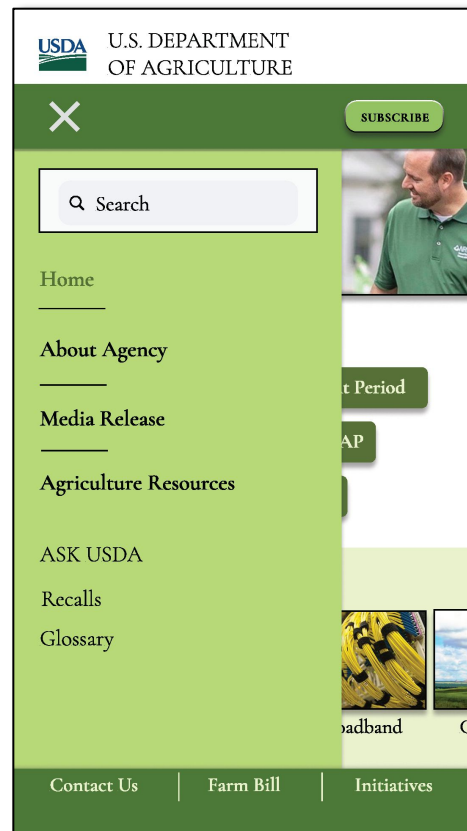 USDA
U.S. DEPARTMENT
OF AGRICULTURE
SUBSCRIBE
Search
Home
About Agency
t Period
Media Release
AP
Agriculture Resources
ASK USDA
Recalls
Glossary
oadband
Contact Us
Farm Bill
Initiatives